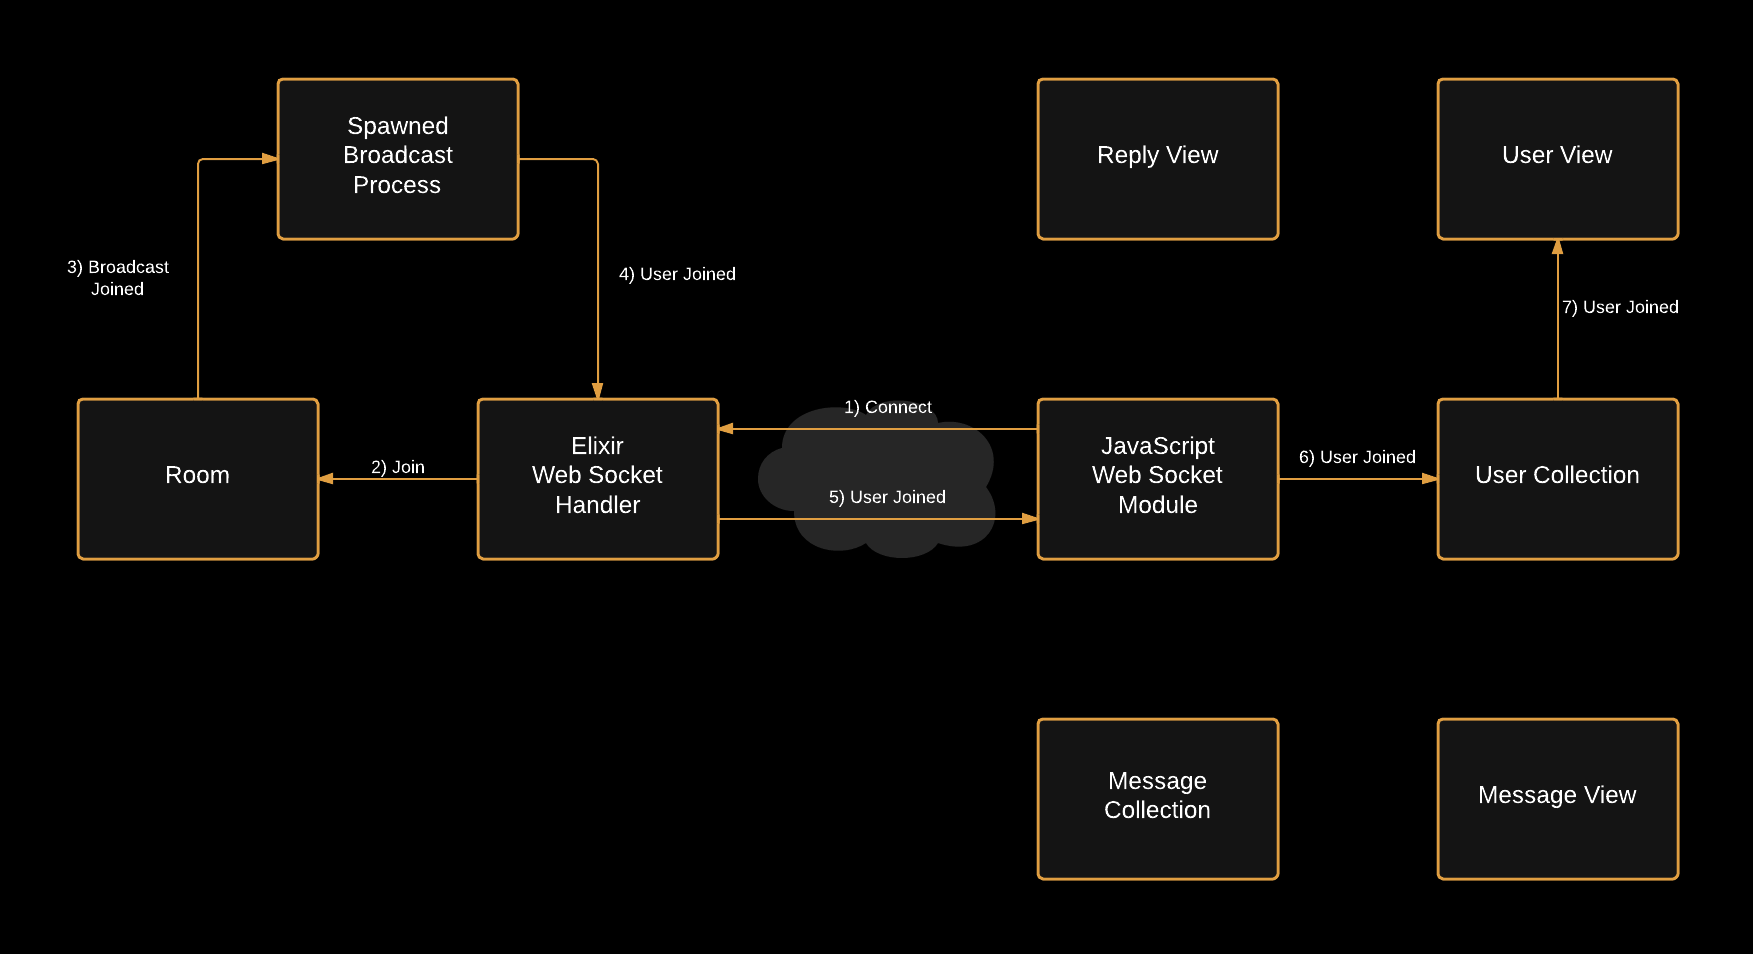 Spawned
Broadcast
Process
Reply View
User View
3) Broadcast
Joined
4) User Joined
7) User Joined
1) Connect
Room
2) Join
Elixir
Web Socket
Handler
5) User Joined
JavaScript
Web Socket
Module
6) User Joined
User Collection
Message
Collection
Message View